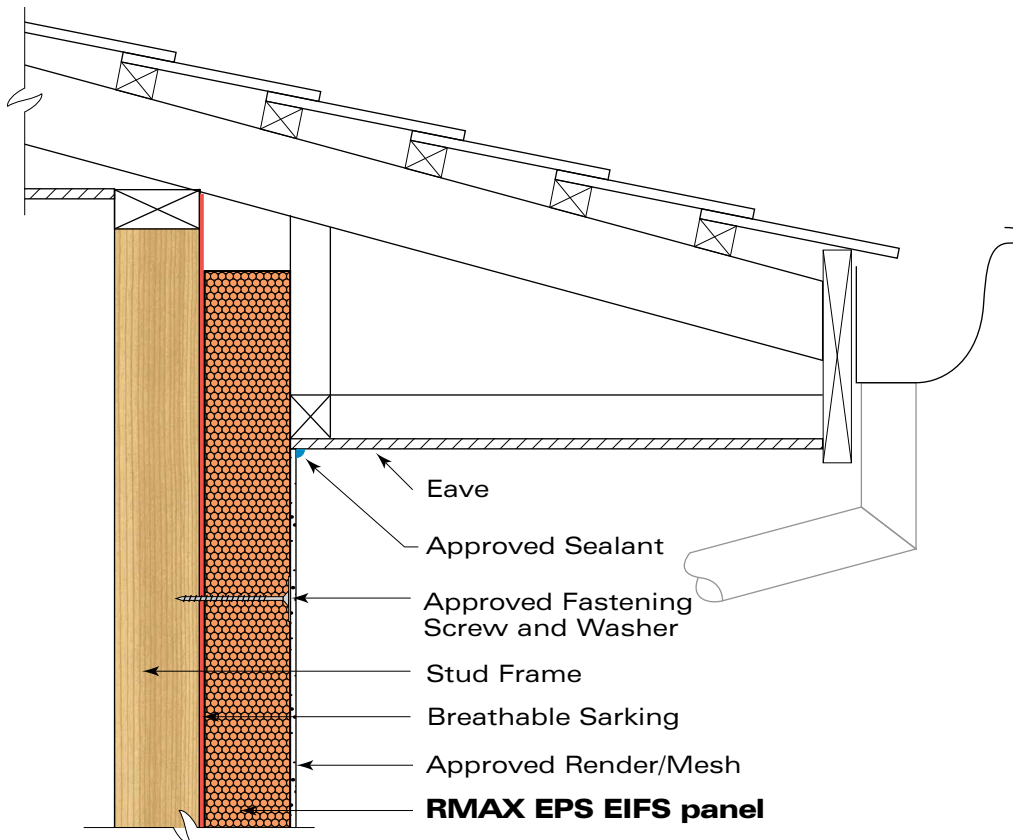 Eave
Approved Sealant
Approved Fastening
Screw and Washer
Stud Frame
Breathable Sarking
Approved Render/Mesh
RMAX EPS EIFS panel